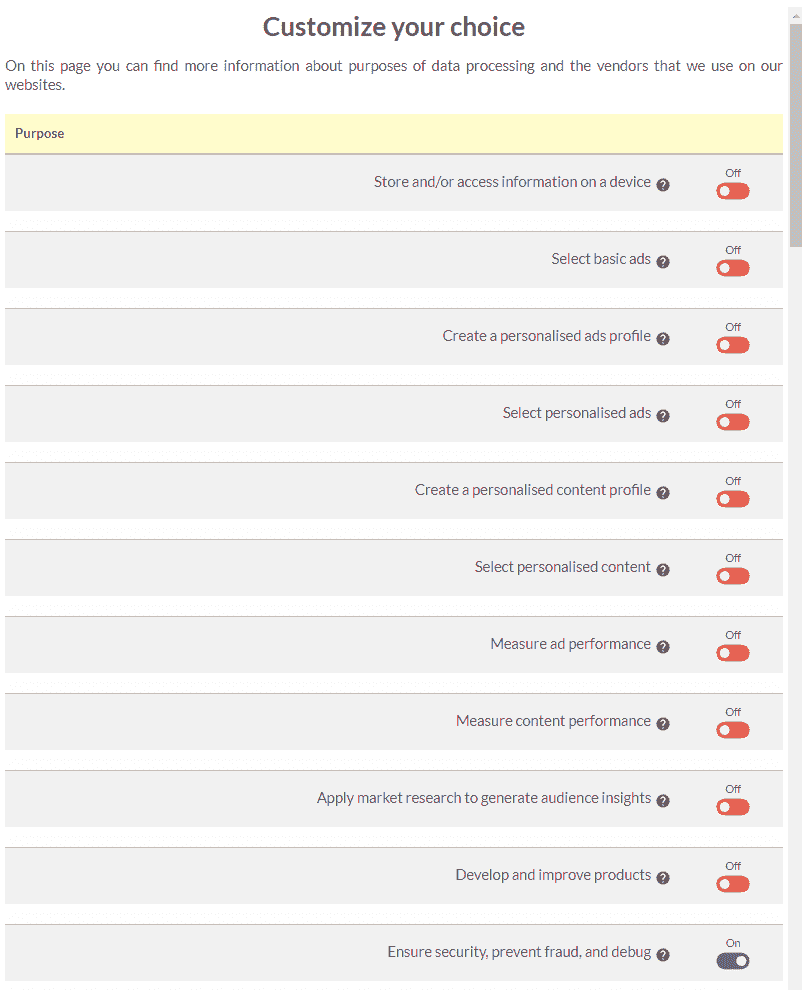 Customize your choice
On this page you can find more information about purposes of data processing and the vendors that we use on our
websites.
Purpose
Off
Store and/or access information on a device ?
Off
Select basic ads ?
Off
Create a personalised ads profile ?
Off
Select personalised ads ?
Off
Create a personalised content profile ?
Off
Select personalised content ?
Off
Measure ad performance ?
Off
Measure content performance ?
Off
Apply market research to generate audience insights ?
Off
Develop and improve products ?
On
Ensure security, prevent fraud, and debug ?